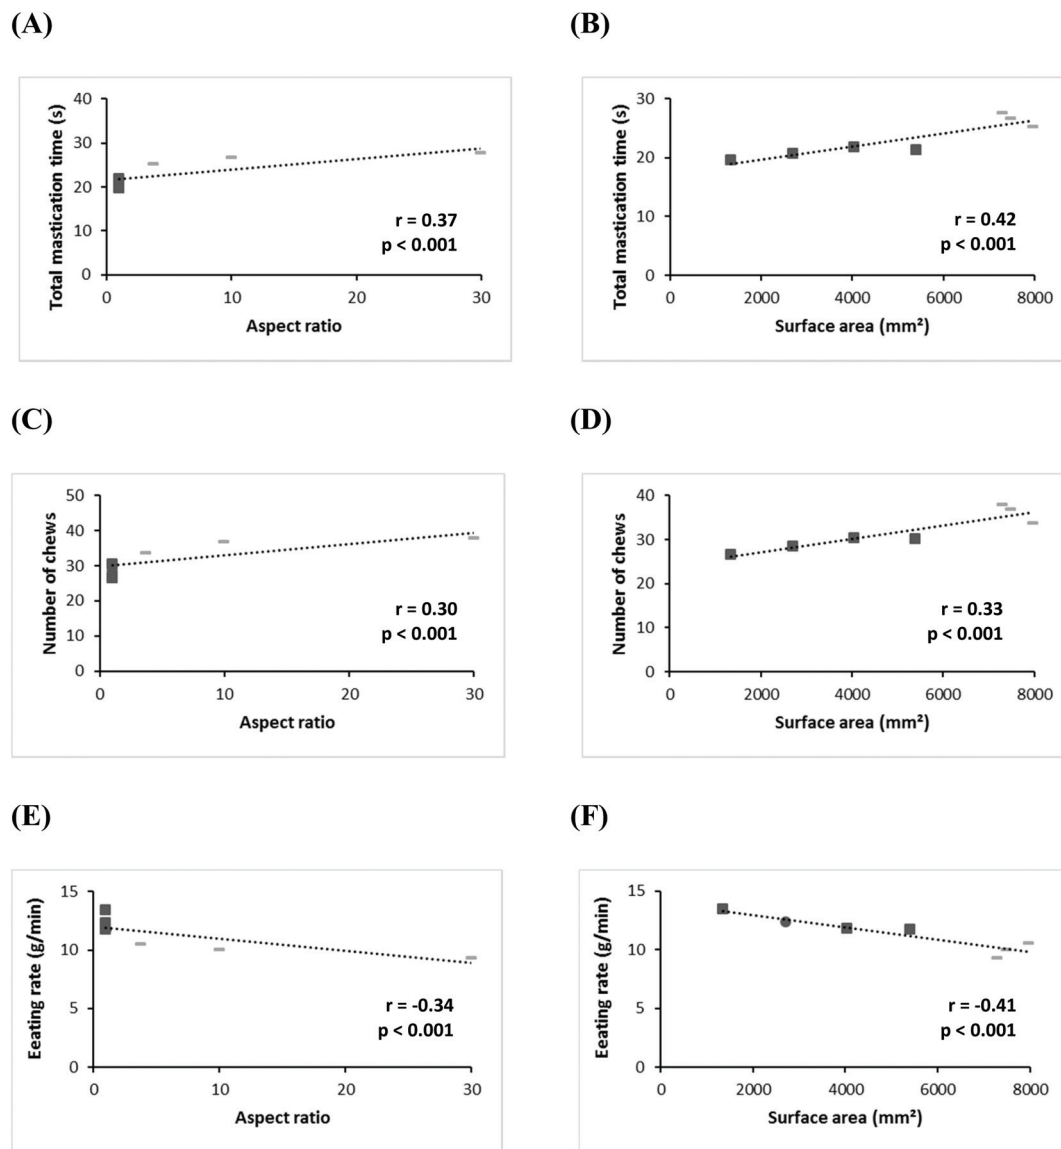 (A)
Total mastication time (s)
40
30
20
10
0
0 10 20 30
Aspect ratio
r = 0.37
p < 0.001
(B)
Total mastication time (s)
30
20
10
0
0 2000 4000 6000 8000
Surface area (mm²)
r = 0.42
p < 0.001
(C)
Number of chews
50
40
30
20
10
0
0 10 20 30
Aspect ratio
r = 0.30
p < 0.001
(D)
Number of chews
40
30
20
10
0
0 2000 4000 6000 8000
Surface area (mm²)
r = 0.33
p < 0.001
(E)
Eeating rate (g/min)
15
10
5
0
0 10 20 30
Aspect ratio
r = -0.34
p < 0.001
(F)
Eeating rate (g/min)
15
10
5
0
0 2000 4000 6000 8000
Surface area (mm²)
r = -0.41
p < 0.001